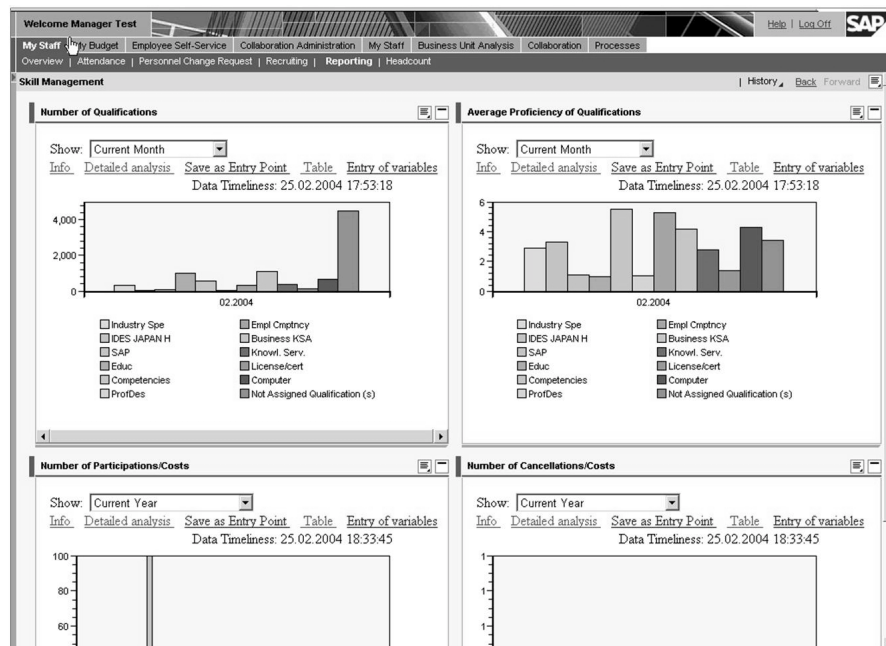 Welcome Manager Test
Help | Log Off
SAP
My Staff
y Budget
Employee Self-Service
Collaboration Administration
My Staff
Business Unit Analysis
Collaboration
Processes
Overview | Attendance | Personnel Change Request | Recruiting | Reporting | Headcount
Skill Management
| History
Back
Forward
Number of Qualifications
Show: Current Month
Info Detailed analysis Save as Entry Point Table Entry of variables
Data Timeliness: 25.02.2004 17:53:18
4,000
2,000
0
02.2004
Industry Spe
Empl Cmptncy
IDES JAPAN H
Business KSA
SAP
Knowl. Serv.
Educ
License/cert
Competencies
Computer
ProfDes
Not Assigned Qualification (s)
Average Proficiency of Qualifications
Show: Current Month
Info Detailed analysis Save as Entry Point Table Entry of variables
Data Timeliness: 25.02.2004 17:53:18
6
4
2
0
02.2004
Industry Spe
Empl Cmptncy
IDES JAPAN H
Business KSA
SAP
Knowl. Serv.
Educ
License/cert
Competencies
Computer
ProfDes
Not Assigned Qualification (s)
Number of Participations/Costs
Show: Current Year
Info Detailed analysis Save as Entry Point Table Entry of variables
Data Timeliness: 25.02.2004 18:33:45
100
80
60
Number of Cancellations/Costs
Show: Current Year
Info Detailed analysis Save as Entry Point Table Entry of variables
Data Timeliness: 25.02.2004 18:33:45
1
1
1